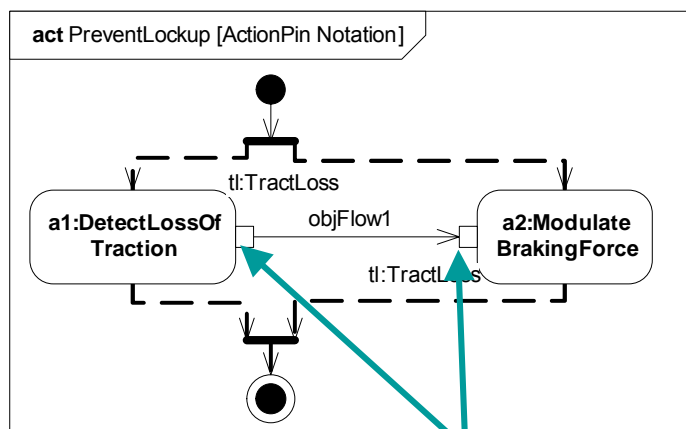 act PreventLockup [ActionPin Notation]
tl:TractLoss
a1:DetectLossOf
Traction
objFlow1
a2:Modulate
BrakingForce
tl:TractLoss